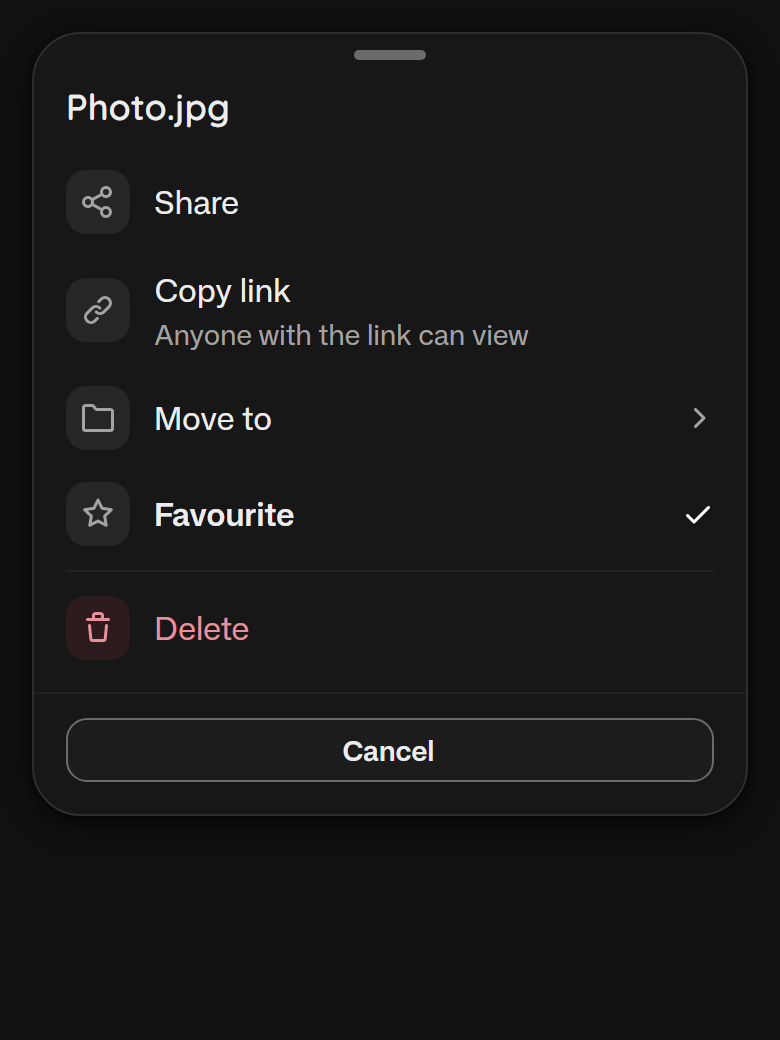 Photo.jpg
Share
Copy link
Anyone with the link can view
Move to
Favourite
Delete
Cancel